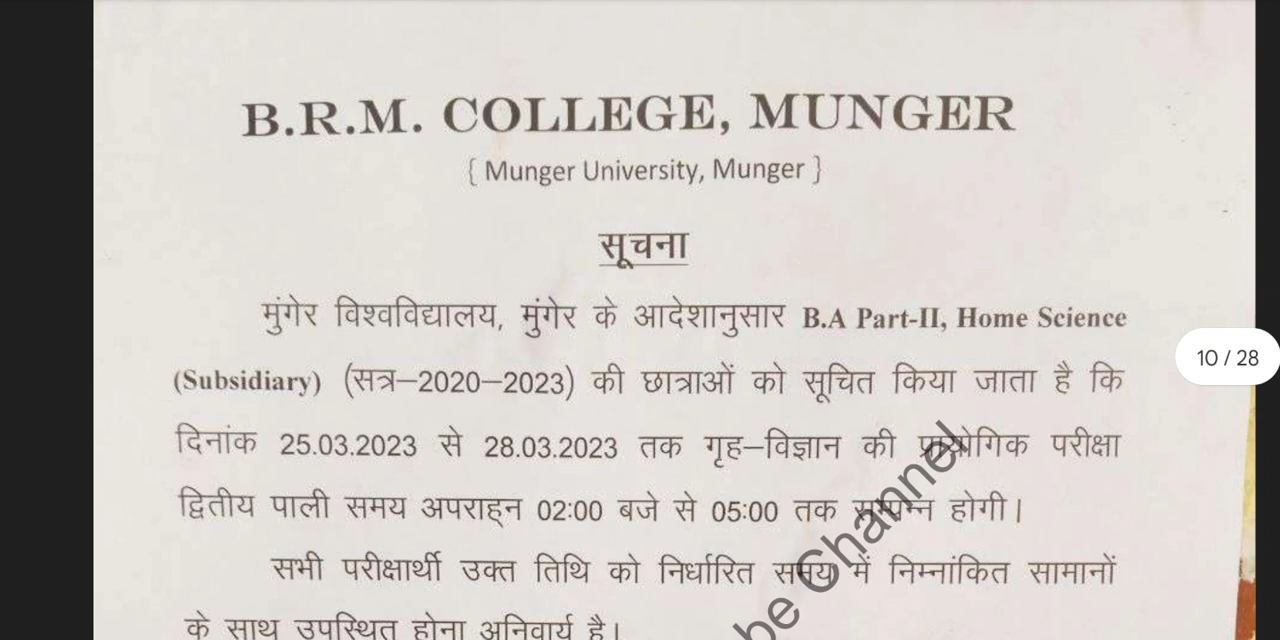 B.R.M. COLLEGE, MUNGER
{ Munger University, Munger }
सूचना
मुंगेर विश्वविद्यालय, मुंगेर के आदेशानुसार B.A Part-II, Home Science
(Subsidiary) (सत्र–2020–2023) की छात्राओं को सूचित किया जाता है कि
दिनांक 25.03.2023 से 28.03.2023 तक गृह–विज्ञान की प्रायोगिक परीक्षा
द्वितीय पाली समय अपराह्न 02:00 बजे से 05:00 तक सम्पन्न होगी।
सभी परीक्षार्थी उक्त तिथि को निर्धारित समय में निम्नांकित सामानों
के साथ उपस्थित होना अनिवार्य है।
be Channel
10 / 28